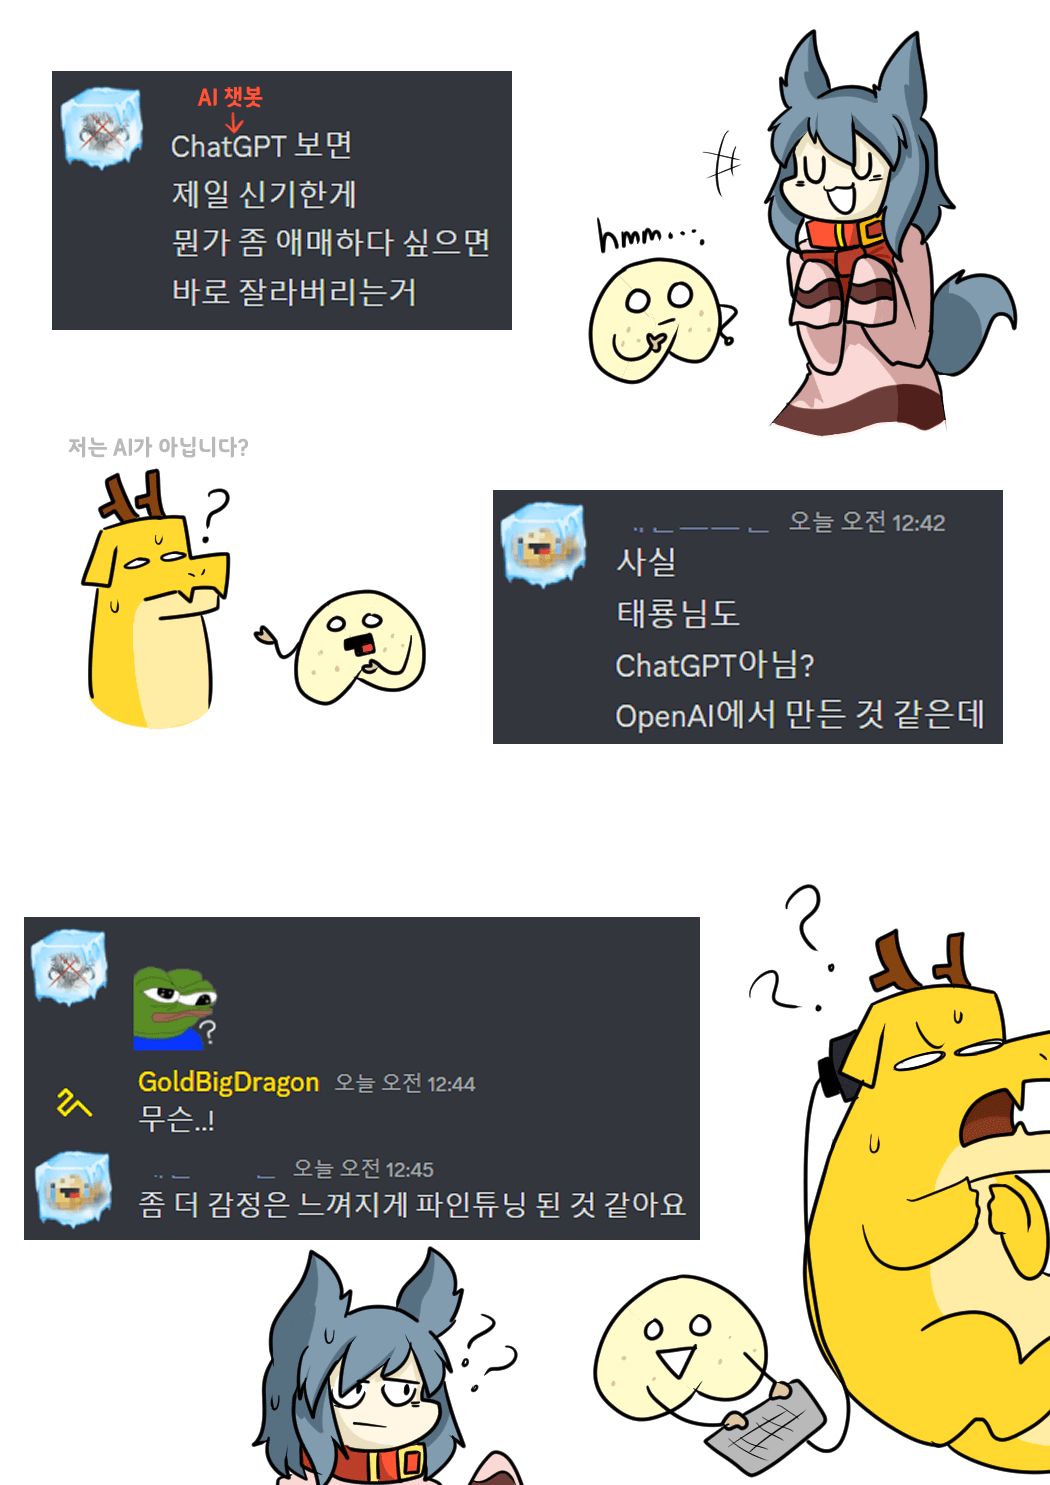 AI 챗봇
ChatGPT 보면
제일 신기한게
뭔가 좀 애매하다 싶으면
바로 잘라버리는거
hmm....
저는 AI가 아닙니다?
?
오늘 오전 12:42
사실
태룡님도
ChatGPT아님?
OpenAI에서 만든 것 같은데
?
?
?
GoldBigDragon 오늘 오전 12:44
무슨..!
오늘 오전 12:45
좀 더 감정은 느껴지게 파인튜닝 된 것 같아요
?
?